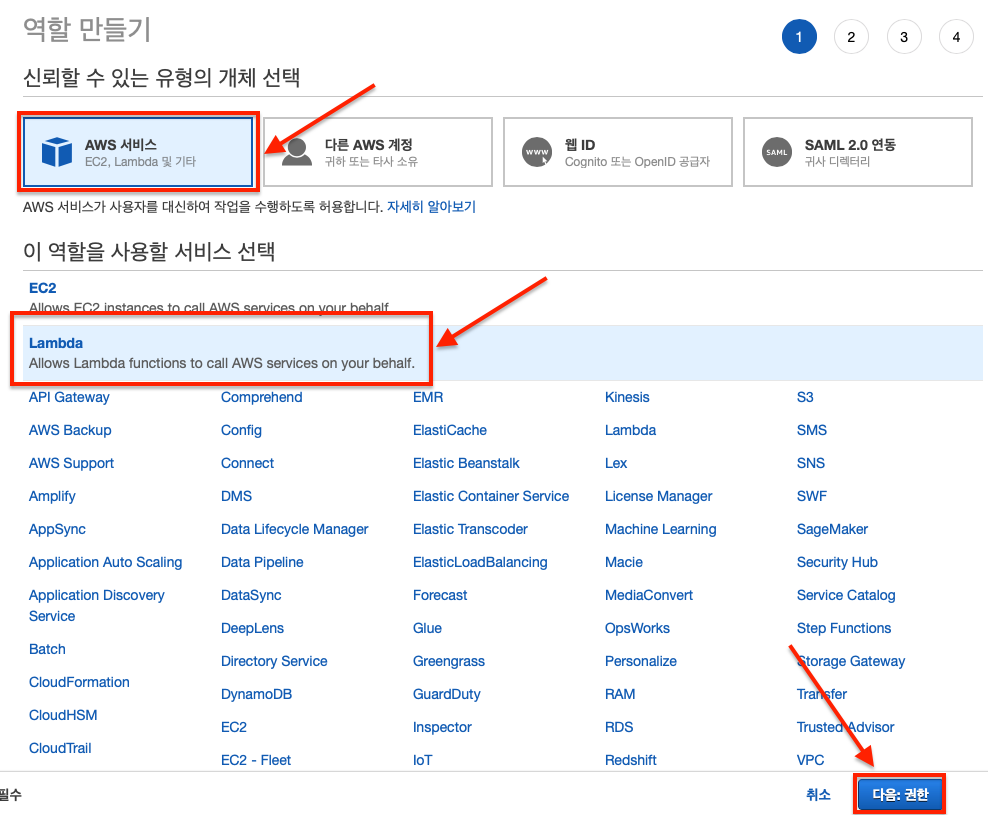 역할 만들기
1 2 3 4
신뢰할 수 있는 유형의 개체 선택
AWS 서비스
EC2, Lambda 및 기타
다른 AWS 계정
귀하 또는 타사 소유
WWW
웹 ID
Cognito 또는 OpenID 공급자
SAML
SAML 2.0 연동
귀사 디렉터리
AWS 서비스가 사용자를 대신하여 작업을 수행하도록 허용합니다. 자세히 알아보기
이 역할을 사용할 서비스 선택
EC2
Allows EC2 instances to call AWS services on your behalf.
Lambda
Allows Lambda functions to call AWS services on your behalf.
API Gateway
AWS Backup
AWS Support
Amplify
AppSync
Application Auto Scaling
Application Discovery
Service
Batch
CloudFormation
CloudHSM
CloudTrail
Comprehend
Config
Connect
DMS
Data Lifecycle Manager
Data Pipeline
DataSync
DeepLens
Directory Service
DynamoDB
EC2
EC2 - Fleet
EMR
ElastiCache
Elastic Beanstalk
Elastic Container Service
Elastic Transcoder
ElasticLoadBalancing
Forecast
Glue
Greengrass
GuardDuty
Inspector
IoT
Kinesis
Lambda
Lex
License Manager
Machine Learning
Macie
MediaConvert
OpsWorks
Personalize
RAM
RDS
Redshift
S3
SMS
SNS
SWF
SageMaker
Security Hub
Service Catalog
Step Functions
Storage Gateway
Transfer
Trusted Advisor
VPC
필수
취소
다음: 권한